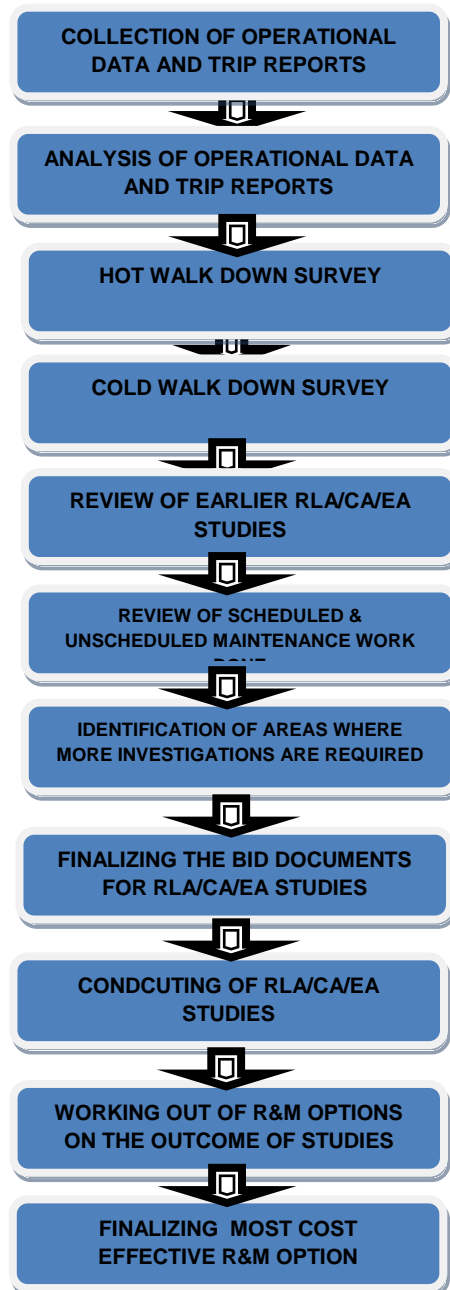 COLLECTION OF OPERATIONAL
DATA AND TRIP REPORTS
ANALYSIS OF OPERATIONAL DATA
AND TRIP REPORTS
HOT WALK DOWN SURVEY
COLD WALK DOWN SURVEY
REVIEW OF EARLIER RLA/CA/EA
STUDIES
REVIEW OF SCHEDULED &
UNSCHEDULED MAINTENANCE WORK
IDENTIFICATION OF AREAS WHERE
MORE INVESTIGATIONS ARE REQUIRED
FINALIZING THE BID DOCUMENTS
FOR RLA/CA/EA STUDIES
CONDCUTING OF RLA/CA/EA
STUDIES
WORKING OUT OF R&M OPTIONS
ON THE OUTCOME OF STUDIES
FINALIZING MOST COST
EFFECTIVE R&M OPTION